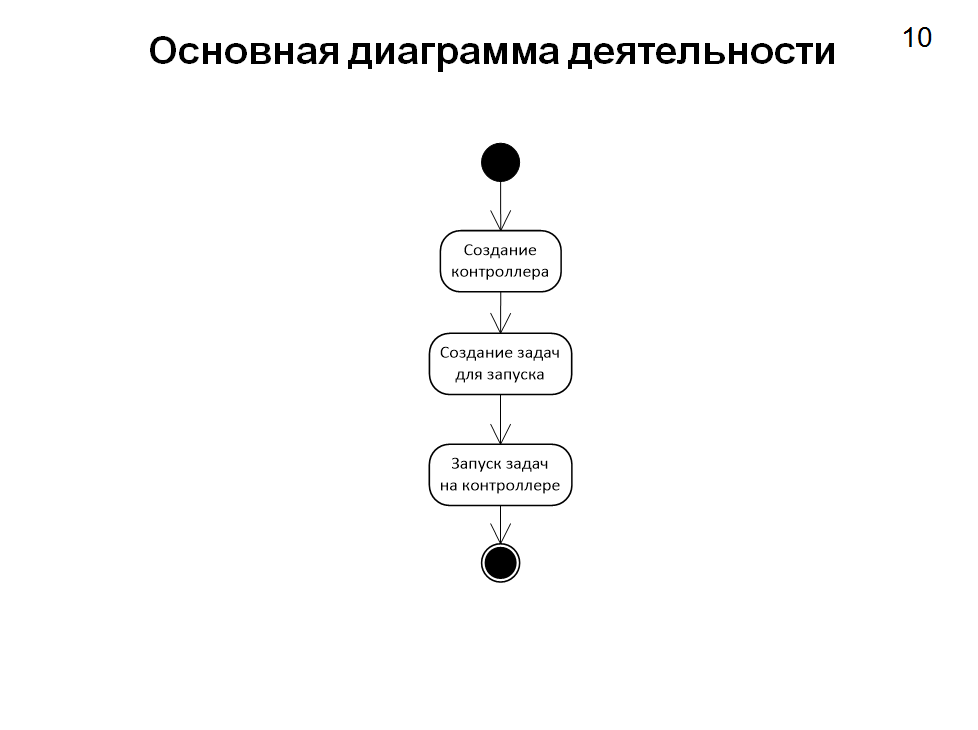 Основная диаграмма деятельности
10
Создание
контроллера
Создание задач
для запуска
Запуск задач
на контроллере